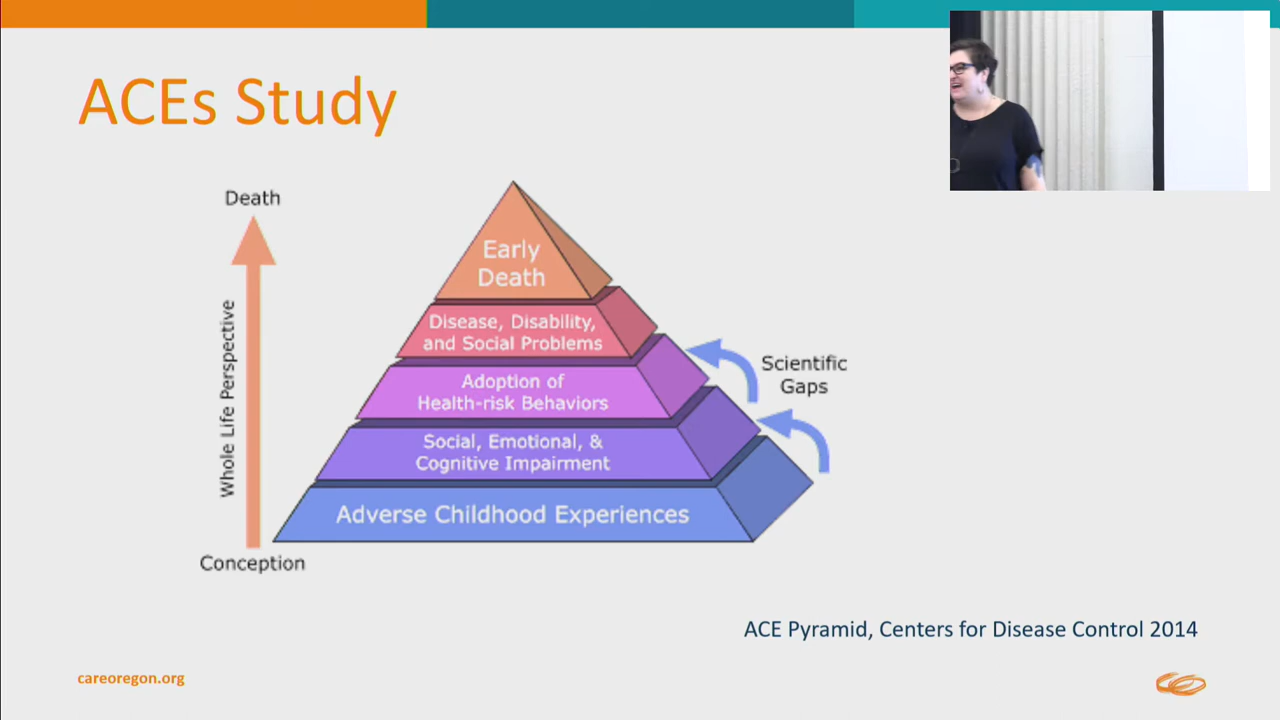 ACEs Study
Death
Whole Life Perspective
Conception
Early
Death
Disease, Disability,
and Social Problems
Adoption of
Health-risk Behaviors
Social, Emotional, &
Cognitive Impairment
Adverse Childhood Experiences
Scientific
Gaps
ACE Pyramid, Centers for Disease Control 2014
careoregon.org